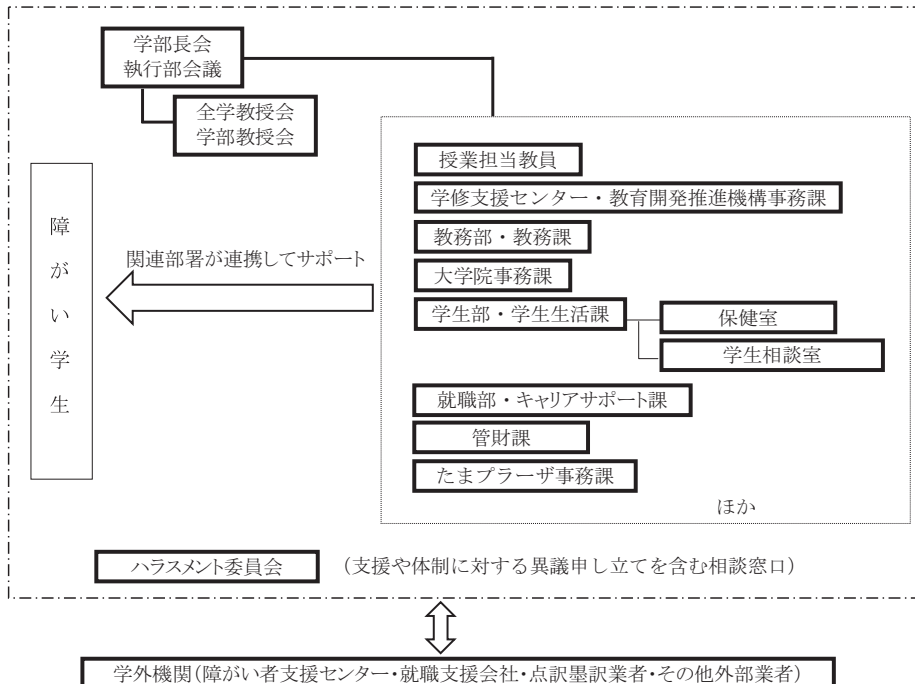 学部長会
執行部会議
全学教授会
学部教授会
授業担当教員
学修支援センター・教育開発推進機構事務課
教務部・教務課
大学院事務課
学生部・学生生活課
保健室
学生相談室
就職部・キャリアサポート課
管財課
たまプラーザ事務課
ほか
関連部署が連携してサポート
障がい学生
ハラスメント委員会
（支援や体制に対する異議申し立てを含む相談窓口）
学外機関(障がい者支援センター・就職支援会社・点訳墨訳業者・その他外部業者)